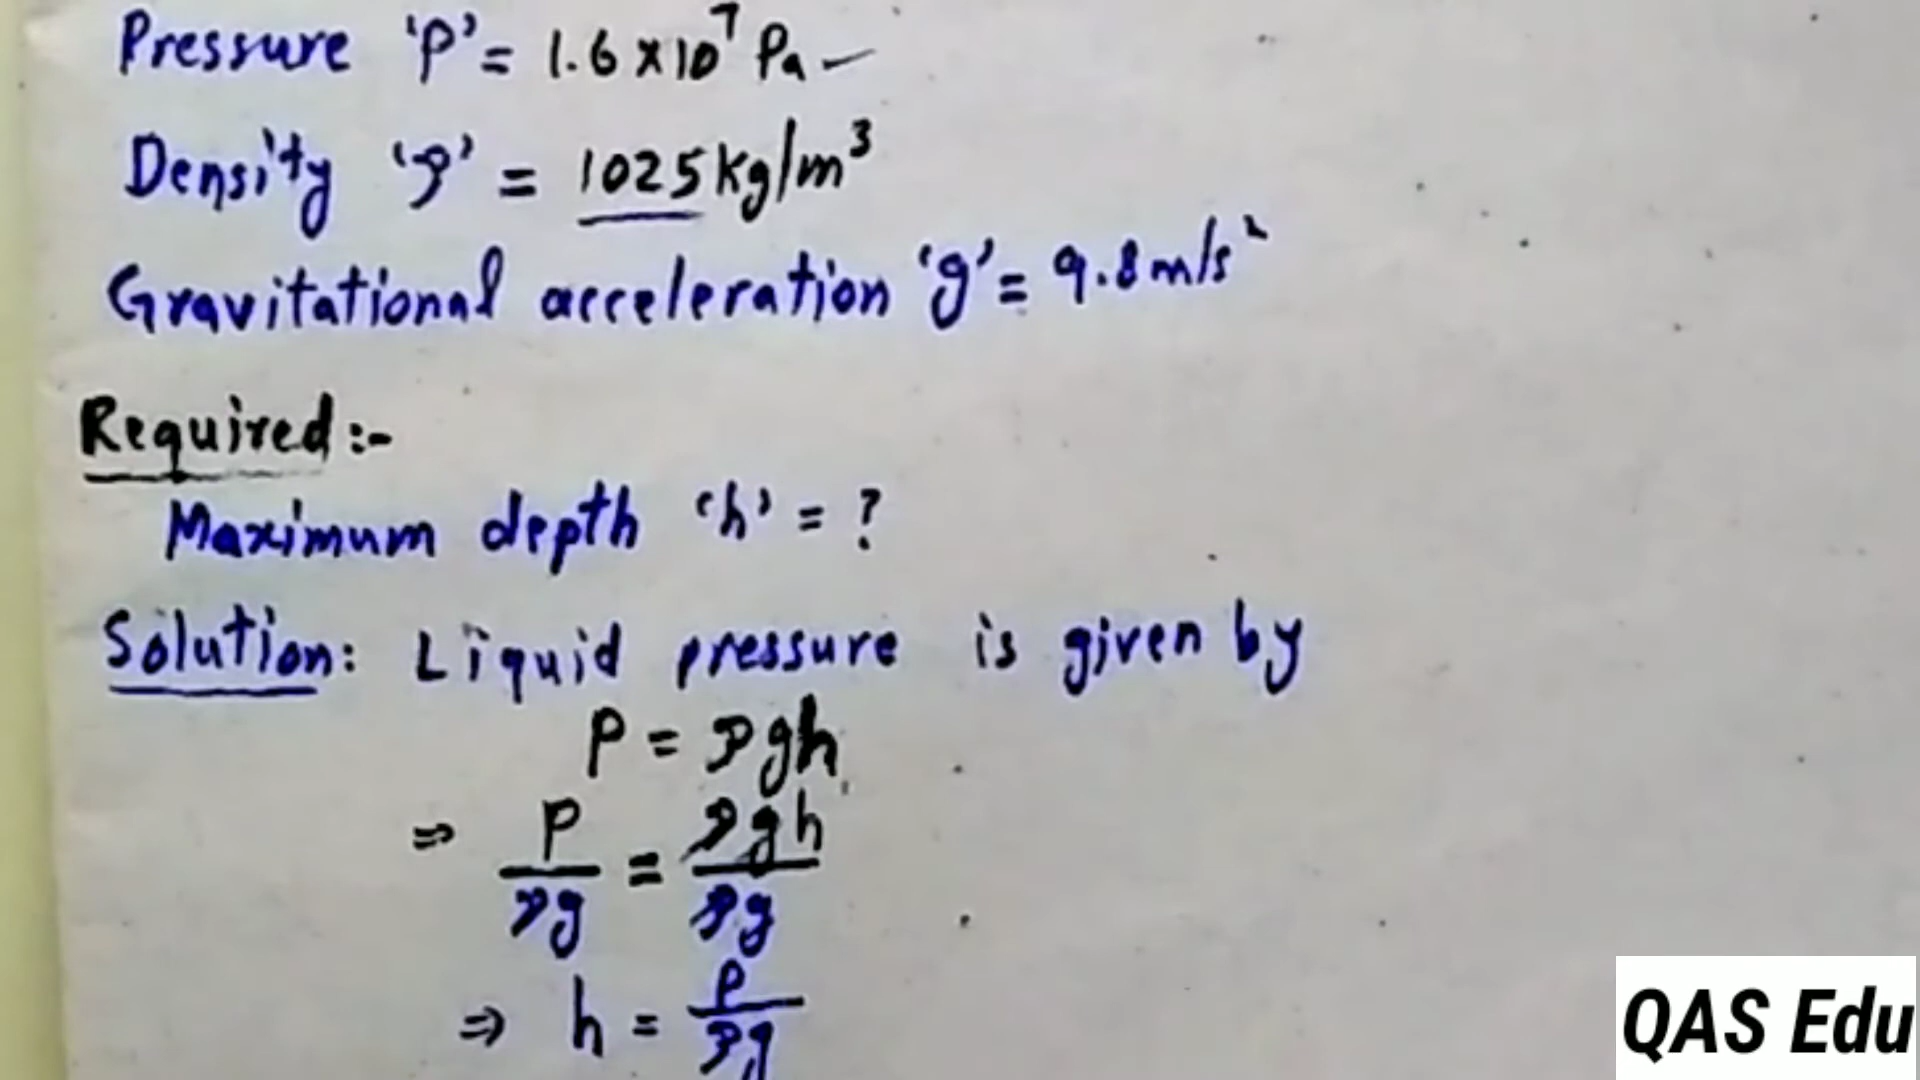 Pressure 'P' = 1.6 × 10⁷ Pa
Density 'ρ' = 1025 kg/m³
Gravitational acceleration 'g' = 9.8 m/s²
Required:-
Maximum depth 'h' = ?
Solution: Liquid pressure is given by
P = ρgh
⇒ P/ρg = ρgh/ρg
⇒ h = P/ρg
QAS Edu